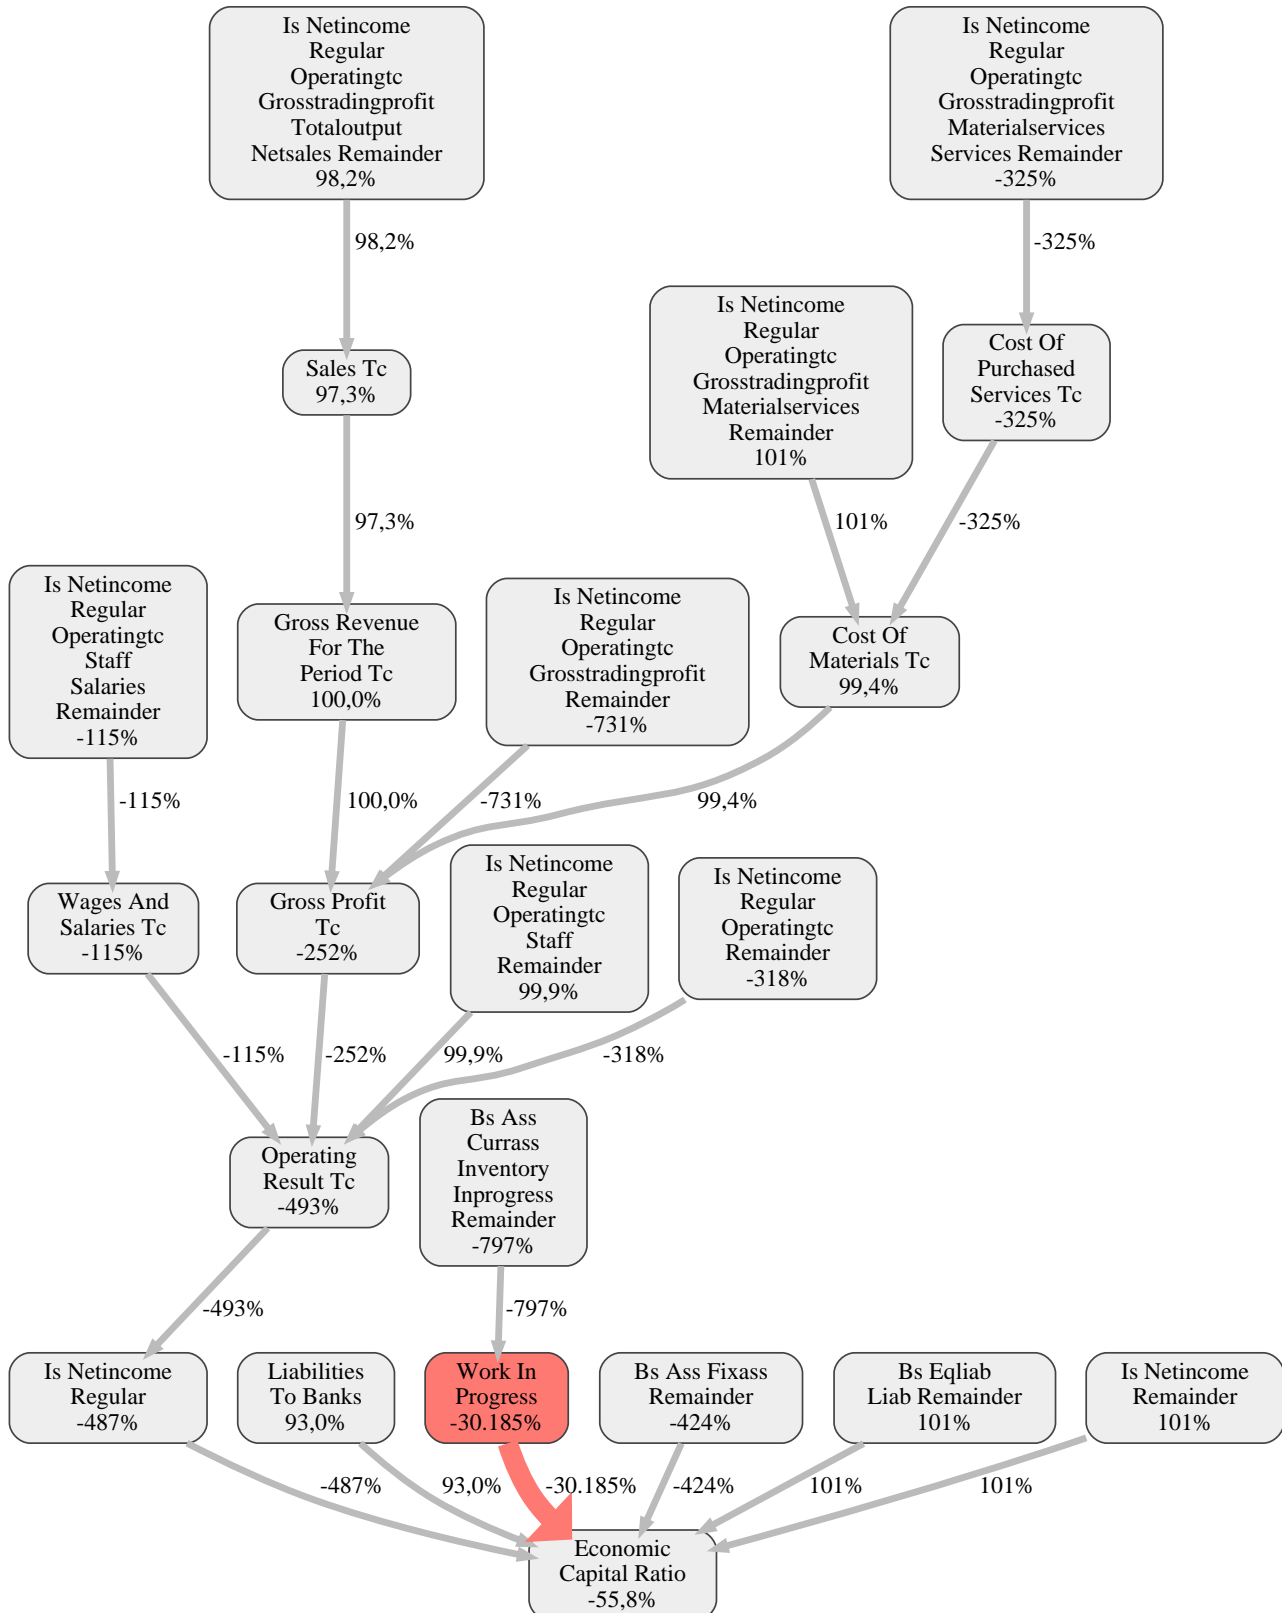 Is Netincome
Regular
Operatingtc
Grosstradingprofit
Totaloutput
Netsales Remainder
98,2%
Is Netincome
Regular
Operatingtc
Grosstradingprofit
Materialservices
Services Remainder
-325%
98,2%
-325%
Is Netincome
Regular
Operatingtc
Grosstradingprofit
Materialservices
Remainder
101%
Sales Tc
97,3%
Cost Of
Purchased
Services Tc
-325%
97,3%
101%
-325%
Is Netincome
Regular
Operatingtc
Staff
Salaries
Remainder
-115%
Gross Revenue
For The
Period Tc
100,0%
Is Netincome
Regular
Operatingtc
Grosstradingprofit
Remainder
-731%
Cost Of
Materials Tc
99,4%
-115%
100,0%
-731%
99,4%
Wages And
Salaries Tc
-115%
Gross Profit
Tc
-252%
Is Netincome
Regular
Operatingtc
Staff
Remainder
99,9%
Is Netincome
Regular
Operatingtc
Remainder
-318%
-115%
-252%
99,9%
-318%
Operating
Result Tc
-493%
Bs Ass
Currass
Inventory
Inprogress
Remainder
-797%
-493%
-797%
Is Netincome
Regular
-487%
Liabilities
To Banks
93,0%
Work In
Progress
-30.185%
Bs Ass Fixass
Remainder
-424%
Bs Eqliab
Liab Remainder
101%
Is Netincome
Remainder
101%
-487%
93,0%
-30.185%
-424%
101%
101%
Economic
Capital Ratio
-55,8%